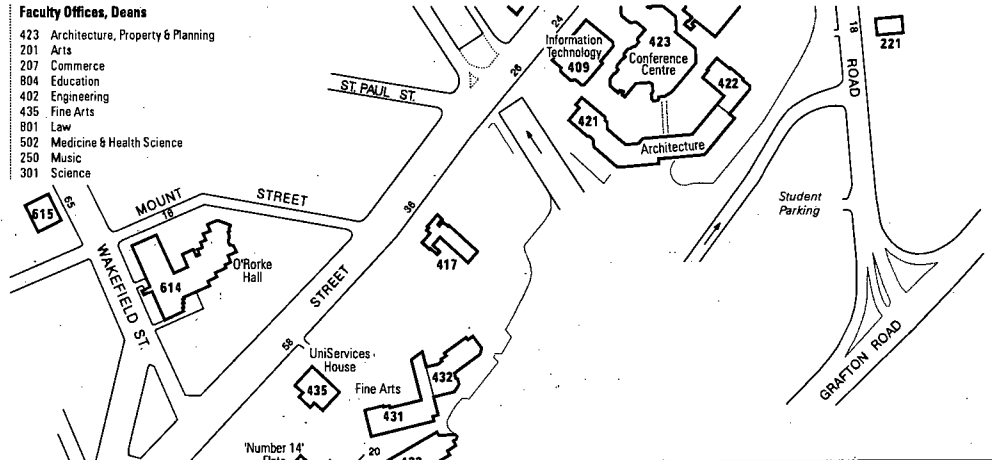 Faculty Offices, Deans
423 Architecture, Property & Planning
201 Arts
207 Commerce
804 Education
402 Engineering
435 Fine Arts
801 Law
502 Medicine & Health Science
250 Music
301 Science
24
18
221
ROAD
Information
Technology
409
423
Conference
Centre
26
422
ST. PAUL ST.
421
Architecture
65
615
MOUNT
STREET
18
36
Student
Parking
WAKEFIELD ST.
O'Rorke
Hall
614
417
STREET
58
UniServices
House
435
Fine Arts
432
431
GRAFTON ROAD
'Number 14'
20